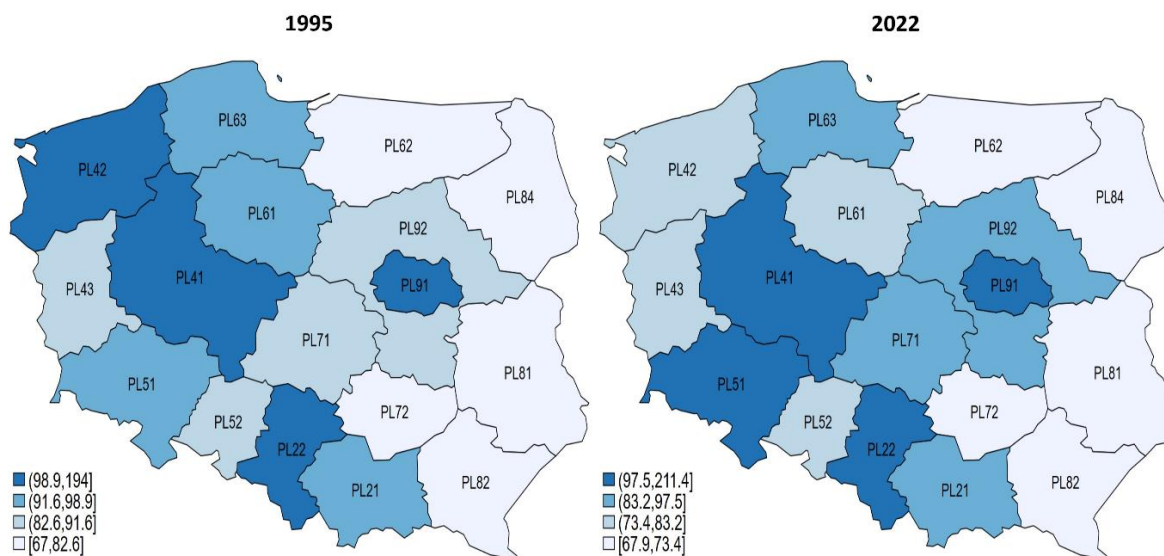 1995
2022
PL63
PL62
PL42
PL84
PL61
PL92
PL41
PL43
PL91
PL71
PL51
PL81
PL52
PL72
PL22
PL82
PL21
(98.9,194]
(91.6,98.9]
(82.6,91.6]
[67,82.6]
PL63
PL62
PL42
PL84
PL61
PL92
PL41
PL43
PL91
PL71
PL51
PL81
PL52
PL72
PL22
PL82
PL21
(97.5,211.4]
(83.2,97.5]
(73.4,83.2]
[67.9,73.4]